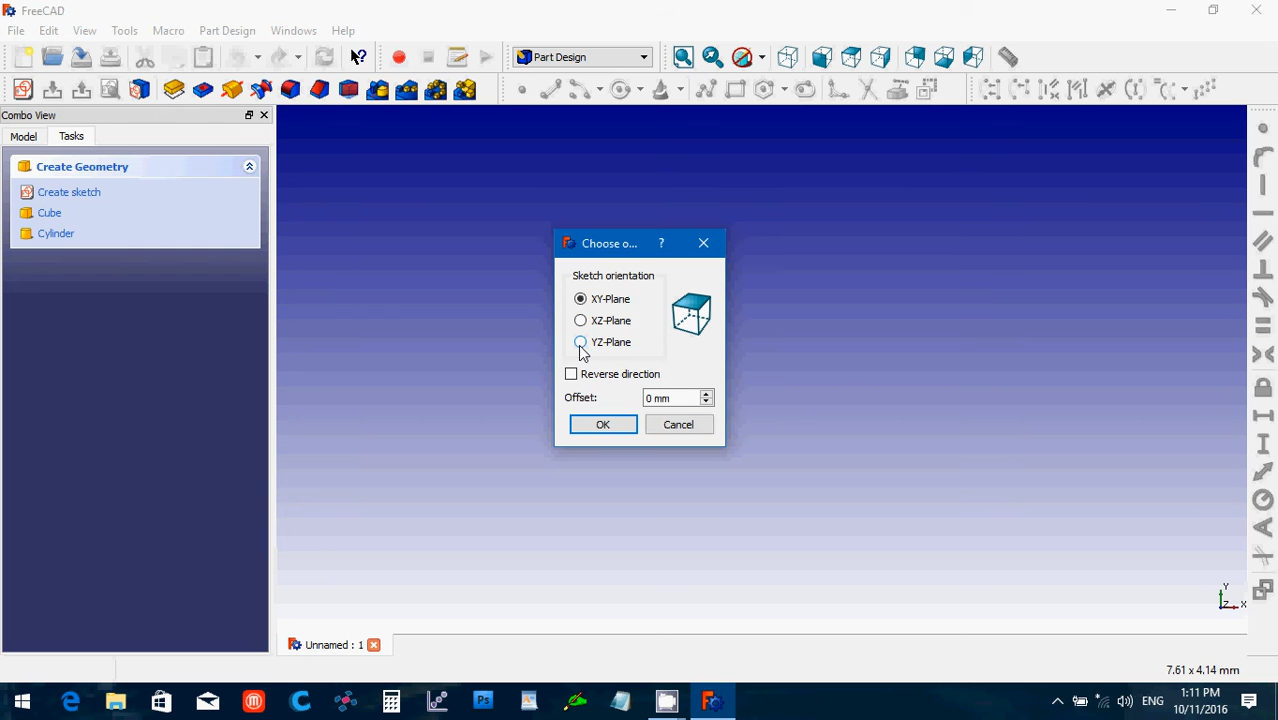 FreeCAD
File Edit View Tools Macro Part Design Windows Help
Part Design
Combo View
Model Tasks
Create Geometry
Create sketch
Cube
Cylinder
Choose o... ?
Sketch orientation
XY-Plane
XZ-Plane
YZ-Plane
Reverse direction
Offset: 0 mm
OK Cancel
Y
Z X
Unnamed : 1
7.61 x 4.14 mm
Ps
ENG
1:11 PM
10/11/2016